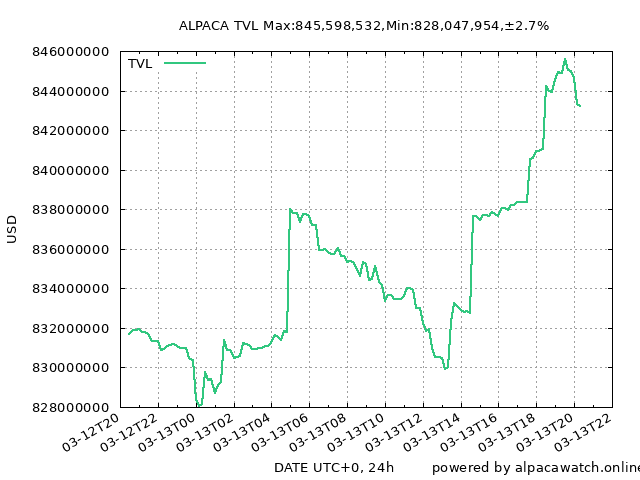 ALPACA TVL Max:845,598,532,Min:828,047,954,±2.7%
TVL
846000000
844000000
842000000
840000000
838000000
836000000
834000000
832000000
830000000
828000000
USD
03-12T20
03-12T22
03-13T00
03-13T02
03-13T04
03-13T06
03-13T08
03-13T10
03-13T12
03-13T14
03-13T16
03-13T18
03-13T20
03-13T22
DATE UTC+0, 24h
powered by alpacawatch.online